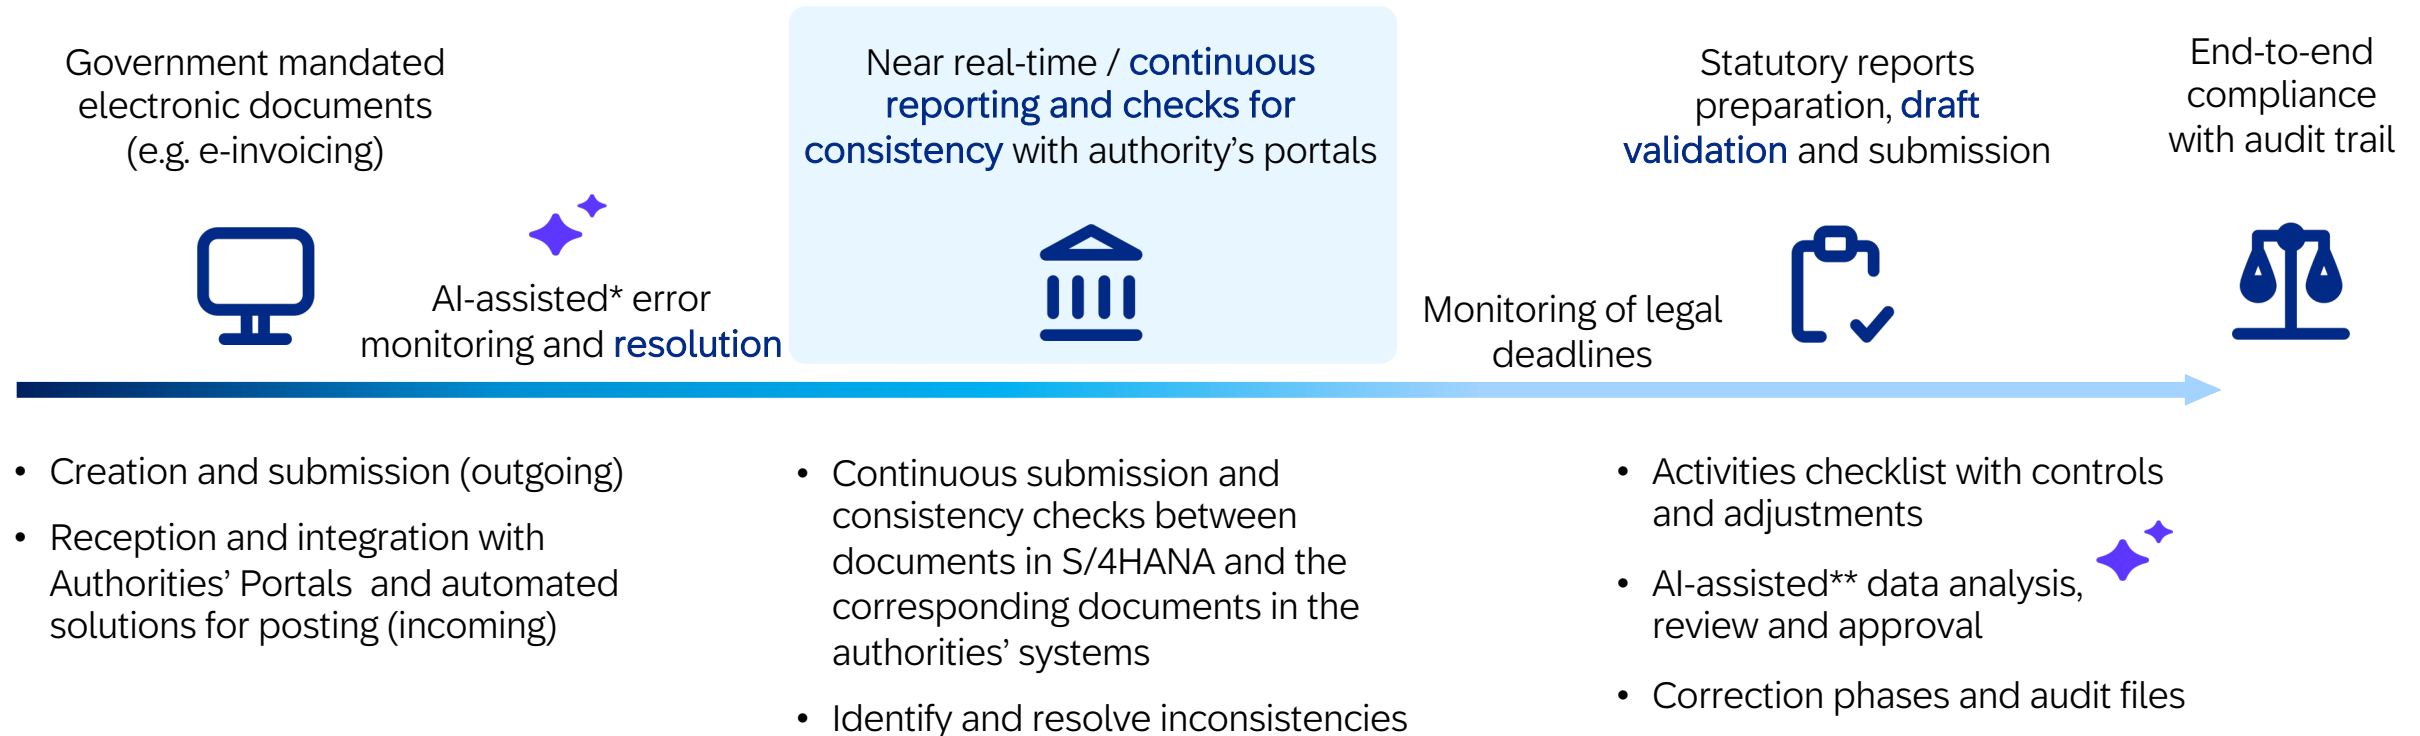 Government mandated
electronic documents
(e.g. e-invoicing)
AI-assisted* error
monitoring and resolution
Near real-time / continuous
reporting and checks for
consistency with authority’s portals
Monitoring of legal
deadlines
Statutory reports
preparation, draft
validation and submission
End-to-end
compliance
with audit trail
• Creation and submission (outgoing)
• Reception and integration with
Authorities’ Portals  and automated
solutions for posting (incoming)
• Continuous submission and
consistency checks between
documents in S/4HANA and the
corresponding documents in the
authorities’ systems
• Identify and resolve inconsistencies
• Activities checklist with controls
and adjustments
• AI-assisted** data analysis,
review and approval
• Correction phases and audit files